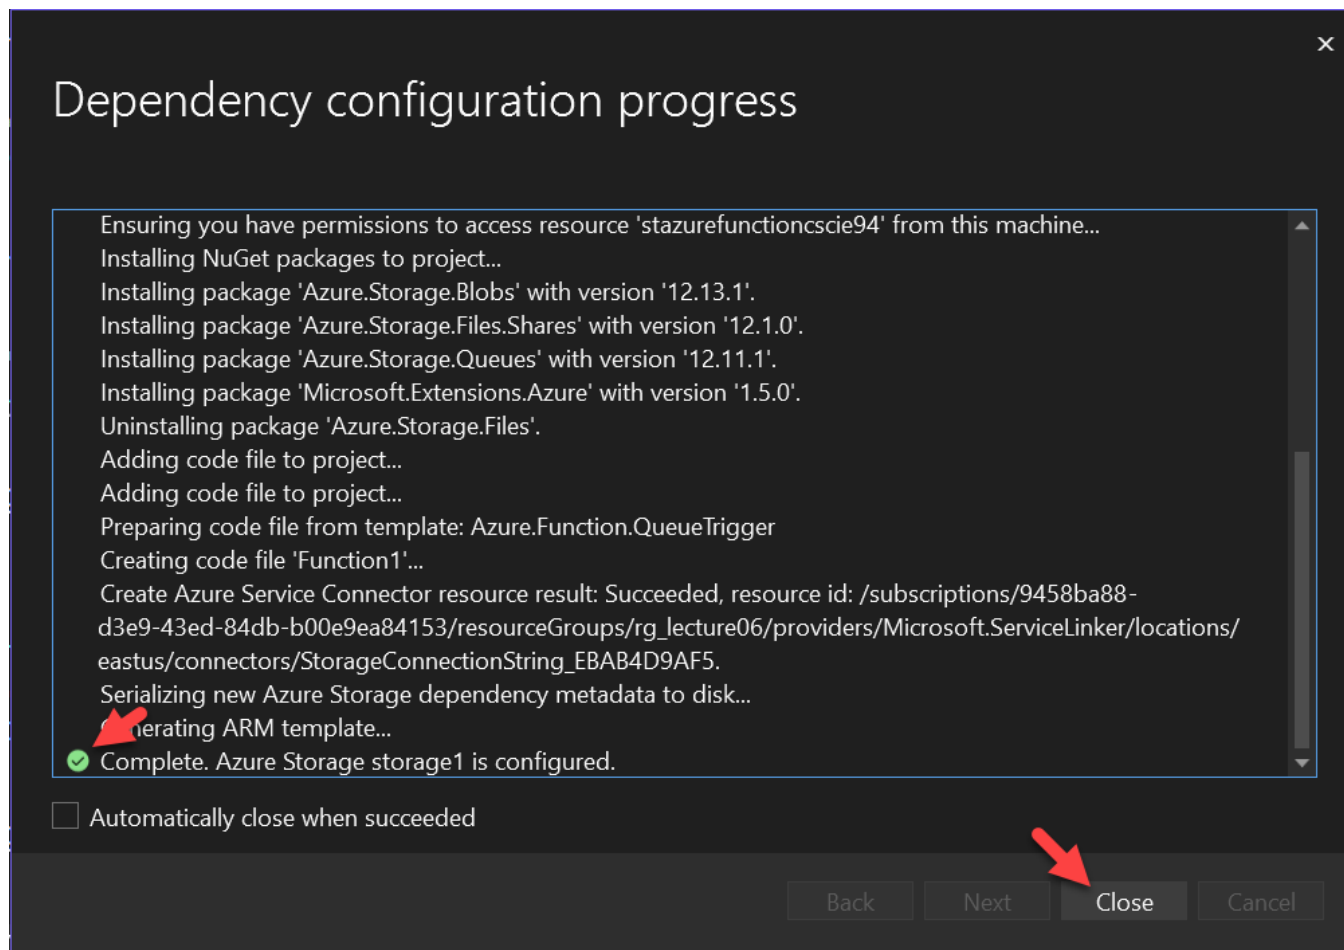 Dependency configuration progress
Ensuring you have permissions to access resource 'stazurefunctioncscie94' from this machine...
Installing NuGet packages to project...
Installing package 'Azure.Storage.Blobs' with version '12.13.1'.
Installing package 'Azure.Storage.Files.Shares' with version '12.1.0'.
Installing package 'Azure.Storage.Queues' with version '12.11.1'.
Installing package 'Microsoft.Extensions.Azure' with version '1.5.0'.
Uninstalling package 'Azure.Storage.Files'.
Adding code file to project...
Adding code file to project...
Preparing code file from template: Azure.Function.QueueTrigger
Creating code file 'Function1'...
Create Azure Service Connector resource result: Succeeded, resource id: /subscriptions/9458ba88-
d3e9-43ed-84db-b00e9ea84153/resourceGroups/rg_lecture06/providers/Microsoft.ServiceLinker/locations/
eastus/connectors/StorageConnectionString_EBAB4D9AF5.
Serializing new Azure Storage dependency metadata to disk...
Generating ARM template...
Complete. Azure Storage storage1 is configured.
Automatically close when succeeded
Back Next Close Cancel